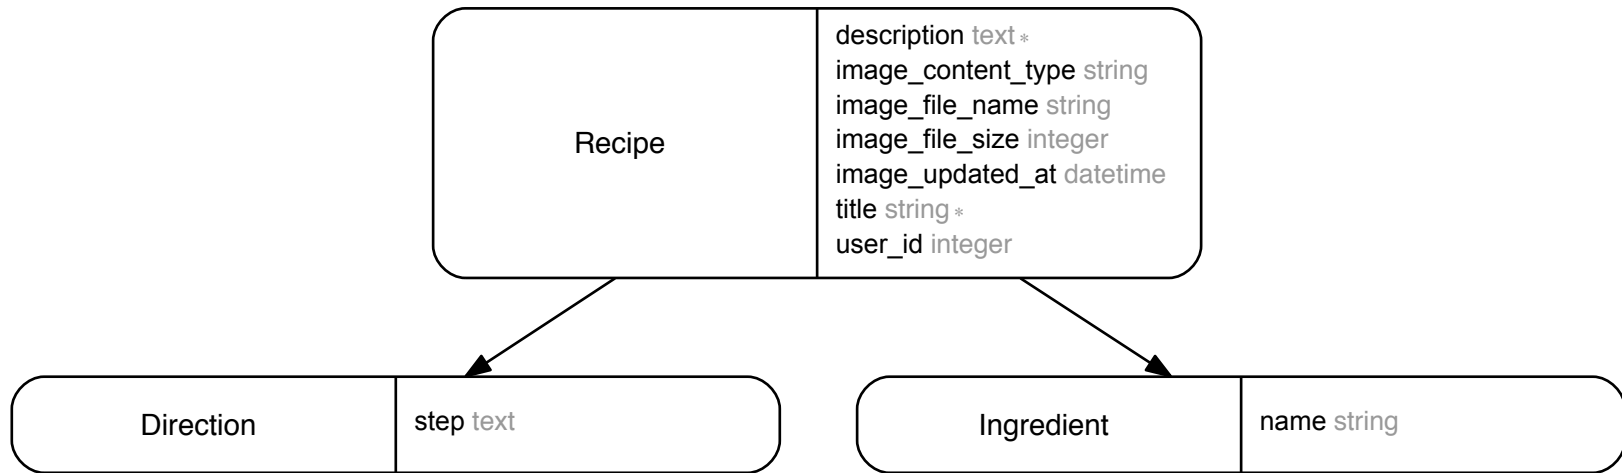 Recipe
description text *
image_content_type string
image_file_name string
image_file_size integer
image_updated_at datetime
title string *
user_id integer
Direction
step text
Ingredient
name string